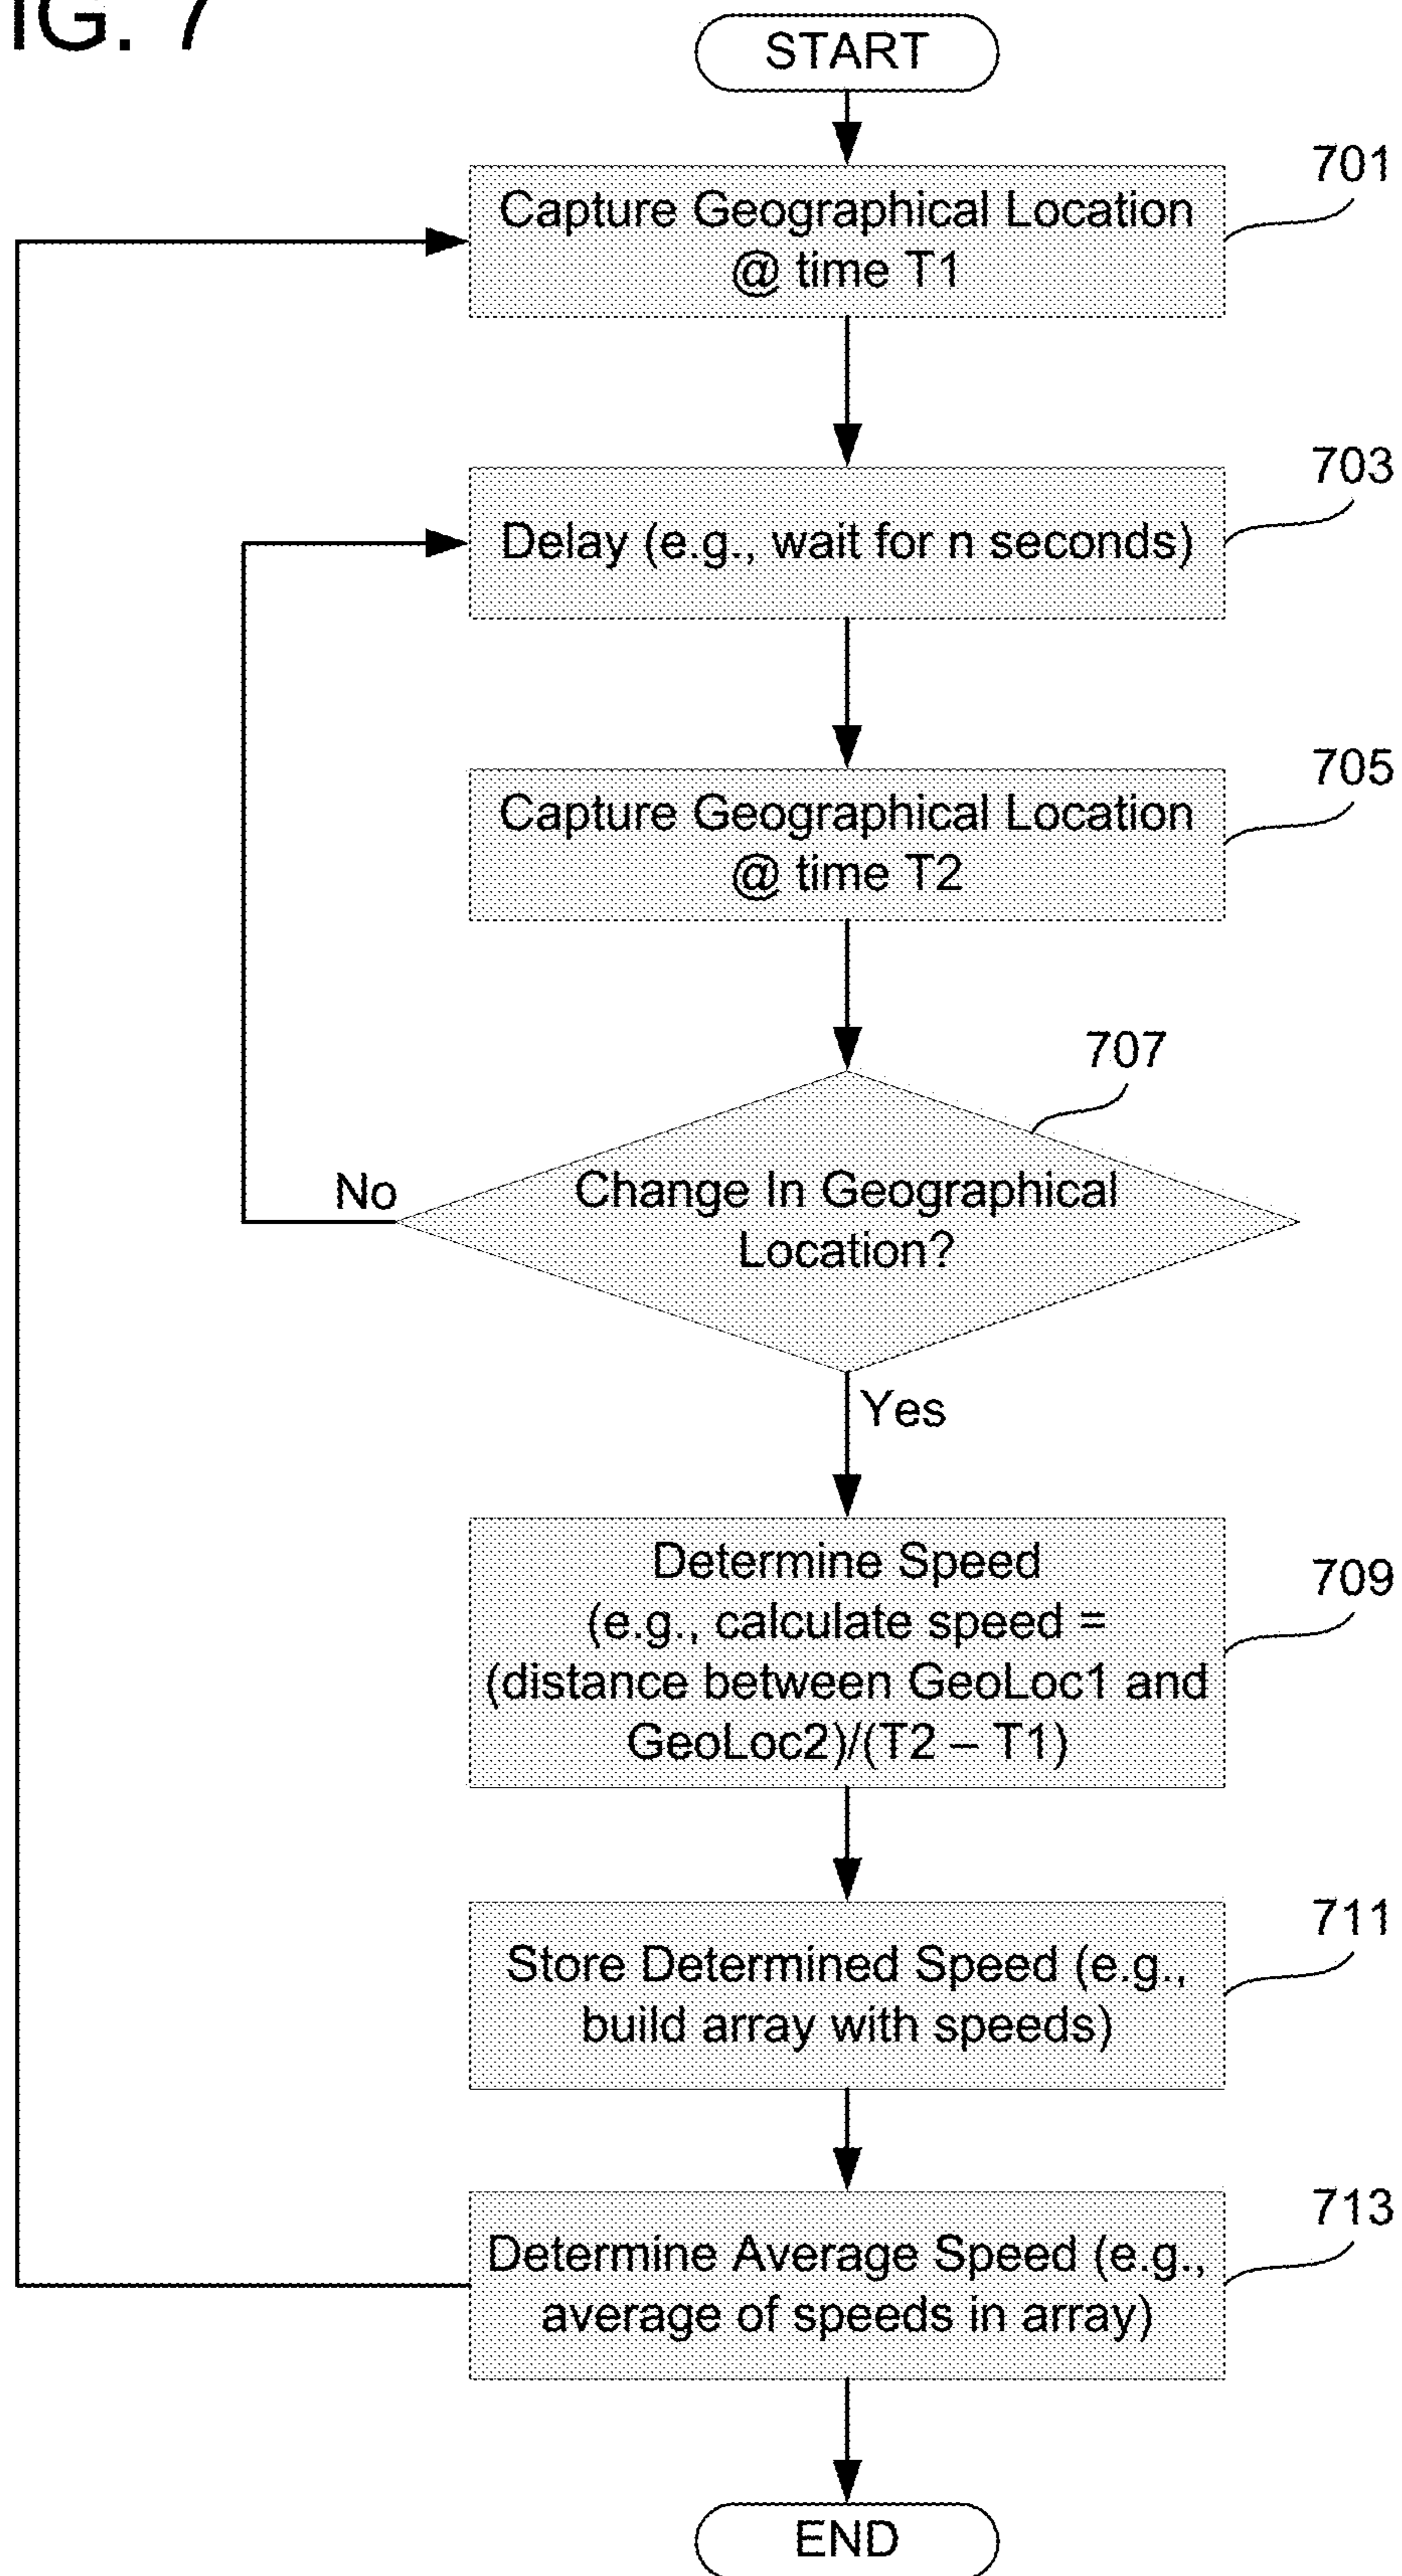 IG. 7
START
701
Capture Geographical Location
@ time T1
703
Delay (e.g., wait for n seconds)
705
Capture Geographical Location
@ time T2
707
Change In Geographical
Location?
No
Yes
709
Determine Speed
(e.g., calculate speed =
(distance between GeoLoc1 and
GeoLoc2)/(T2 – T1)
711
Store Determined Speed (e.g.,
build array with speeds)
713
Determine Average Speed (e.g.,
average of speeds in array)
END